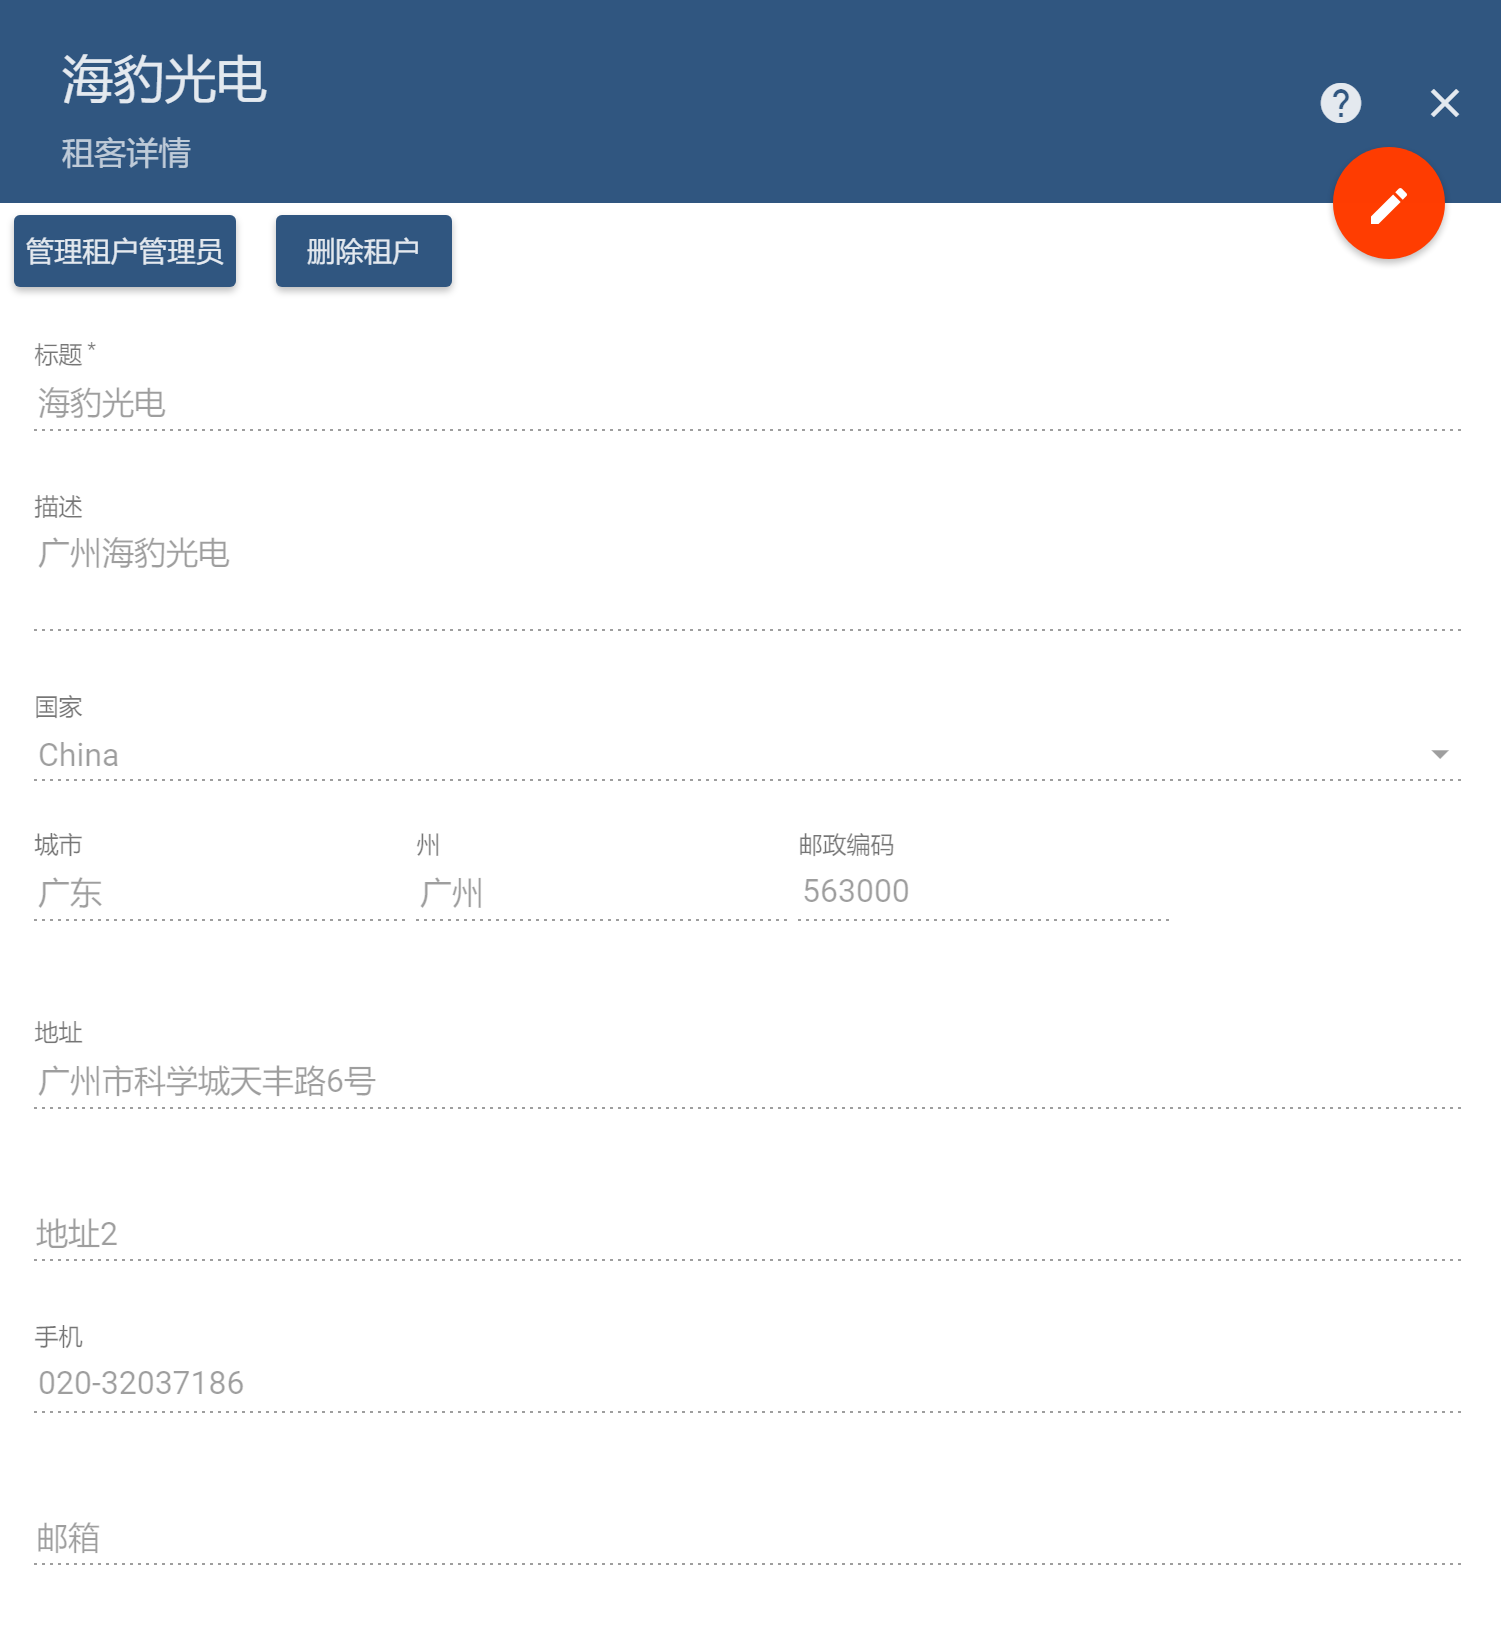 海豹光电
租客详情
管理租户管理员 删除租户
标题 *
海豹光电
描述
广州海豹光电
国家
China
城市 州 邮政编码
广东 广州 563000
地址
广州市科学城天丰路6号
地址2
手机
020-32037186
邮箱